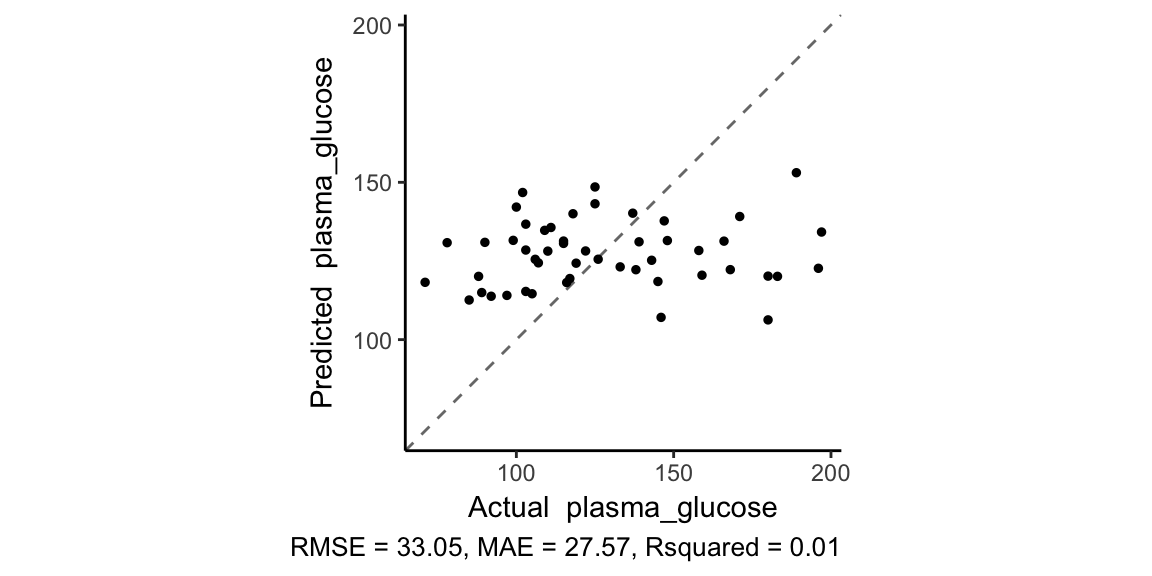 200
150
100
Predicted plasma_glucose
100 150 200
Actual plasma_glucose
RMSE = 33.05, MAE = 27.57, Rsquared = 0.01